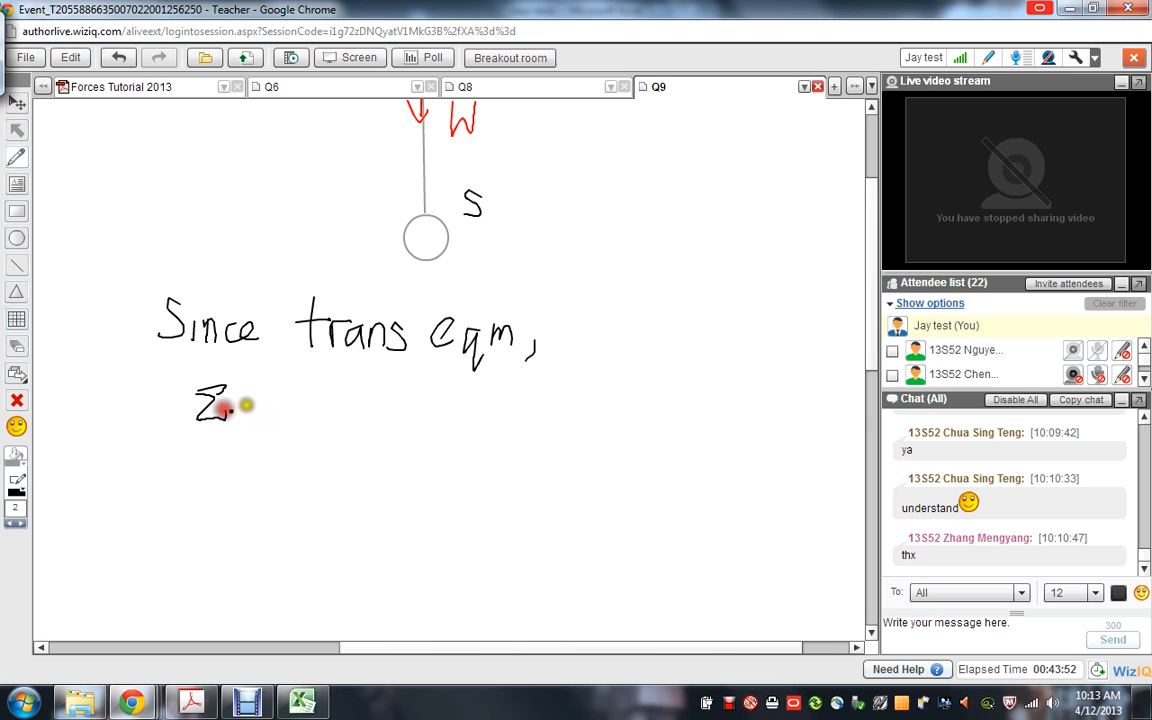 Event_T2055886635007022001256250 - Teacher - Google Chrome
authorlive.wiziq.com/aliveext/logintosession.aspx?SessionCode=i1g72zDNQyatV1MkG3B%2fXA%3d%3d
File Edit Screen Poll Breakout room Jay test
Forces Tutorial 2013 Q6 Q8 Q9
Live video stream
W
S
You have stopped sharing video
Attendee list (22) Invite attendees
Show options Clear filter
Jay test (You)
13S52 Nguye...
13S52 Chen...
Since trans eqm,
Σ
Chat (All) Disable All Copy chat
13S52 Chua Sing Teng: [10:09:42]
ya
13S52 Chua Sing Teng: [10:10:33]
understand
13S52 Zhang Mengyang: [10:10:47]
thx
2
To: All 12
Write your message here.
300
Send
Need Help ? Elapsed Time 00:43:52 WizIQ
10:13 AM
4/12/2013